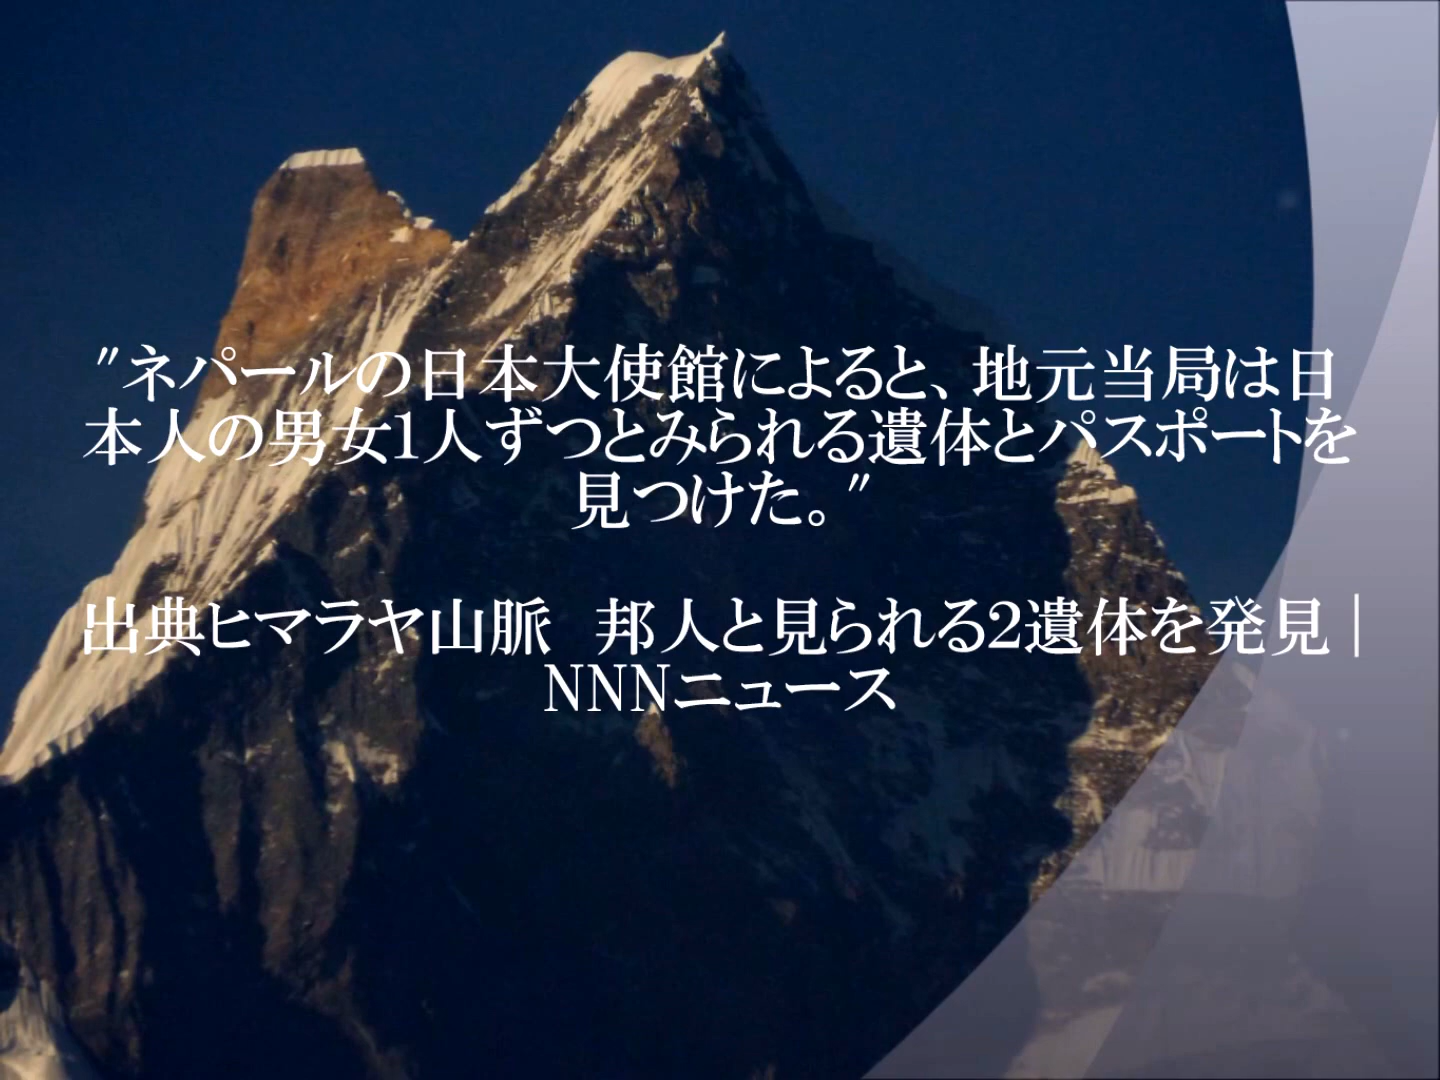 "ネパールの日本大使館によると、地元当局は日
本人の男女1人ずつとみられる遺体とパスポートを
見つけた。"
出典ヒマラヤ山脈　邦人と見られる2遺体を発見｜
NNNニュース